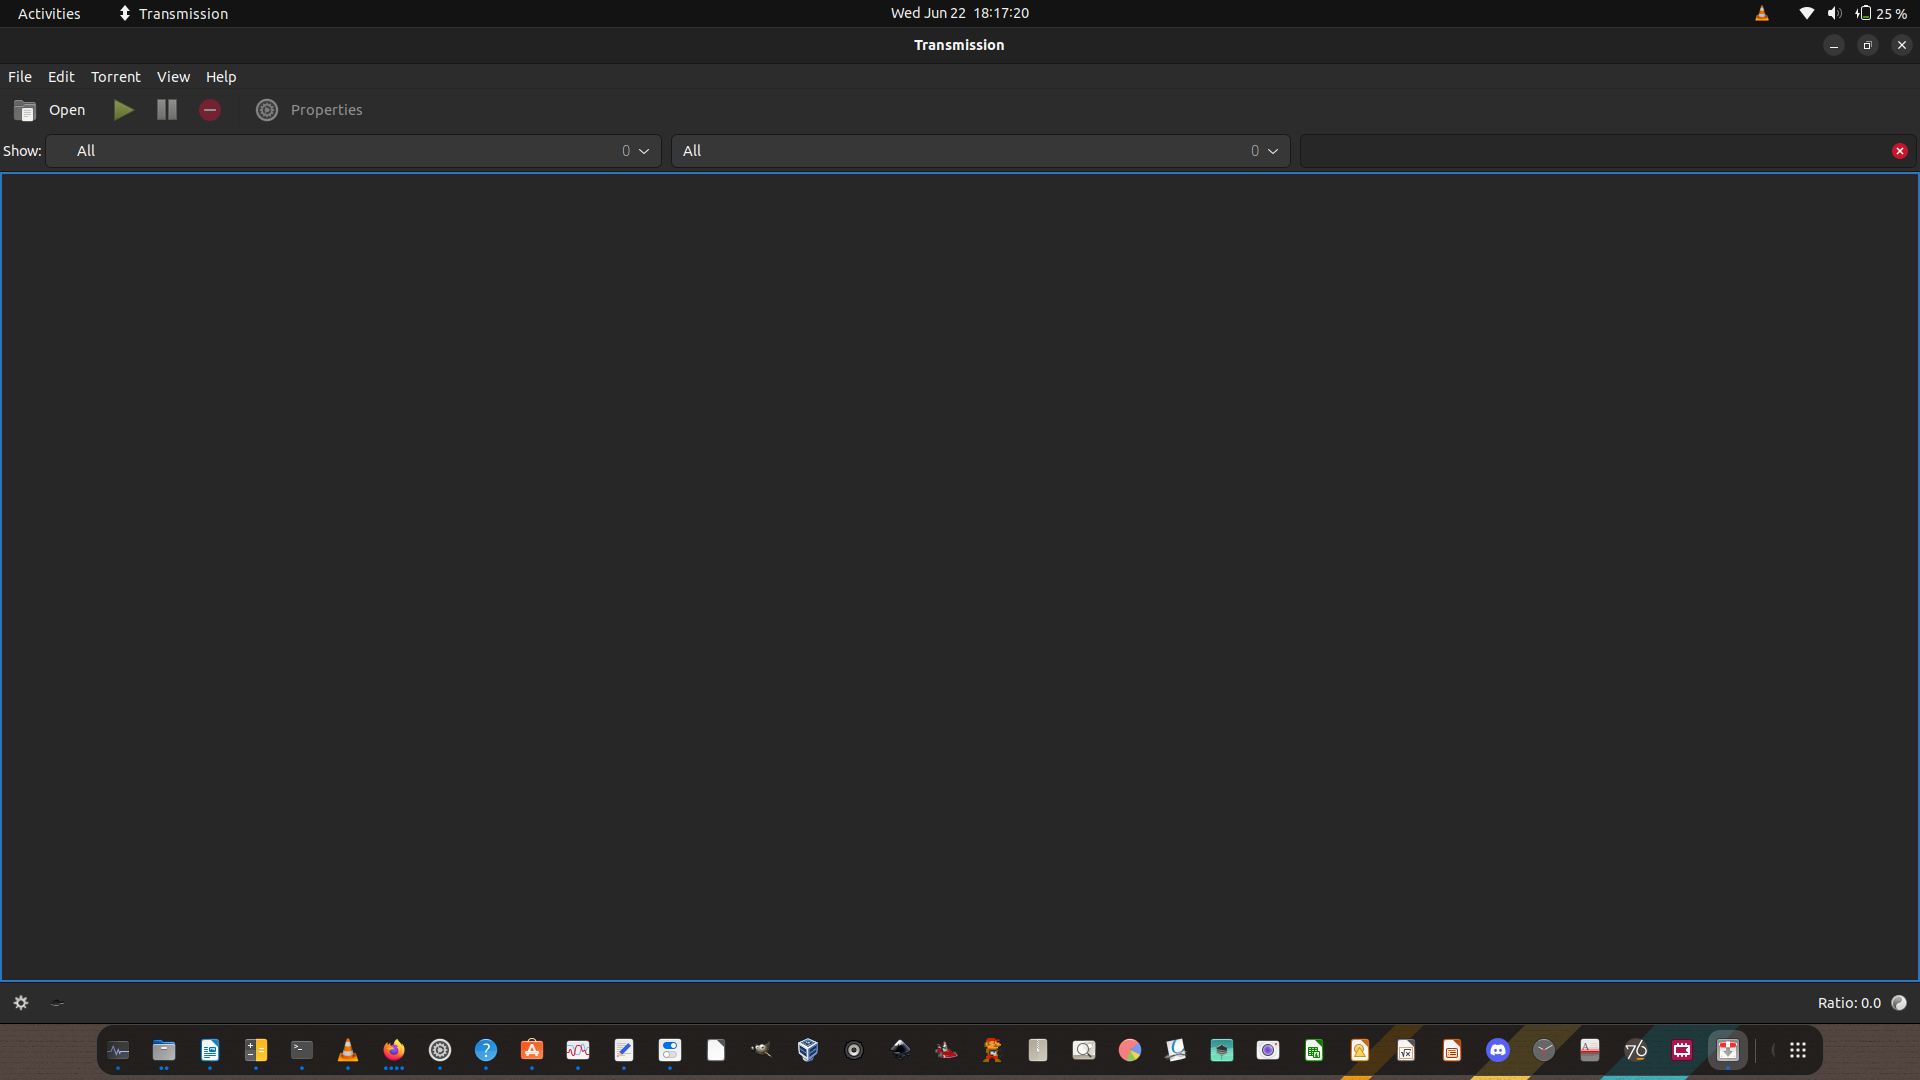 Activities Transmission Wed Jun 22 18:17:20 25 %
Transmission
File Edit Torrent View Help
Open Properties
Show: All 0 All 0
Ratio: 0.0
76